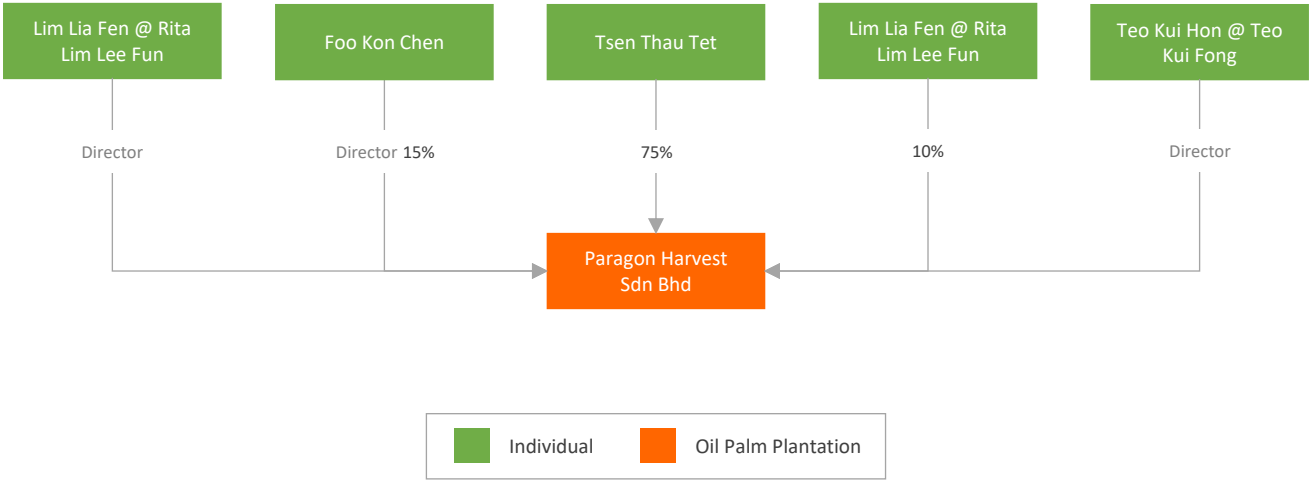 Lim Lia Fen @ Rita
Lim Lee Fun
Foo Kon Chen
Tsen Thau Tet
Lim Lia Fen @ Rita
Lim Lee Fun
Teo Kui Hon @ Teo
Kui Fong
Director
Director 15%
75%
10%
Director
Paragon Harvest
Sdn Bhd
Individual
Oil Palm Plantation